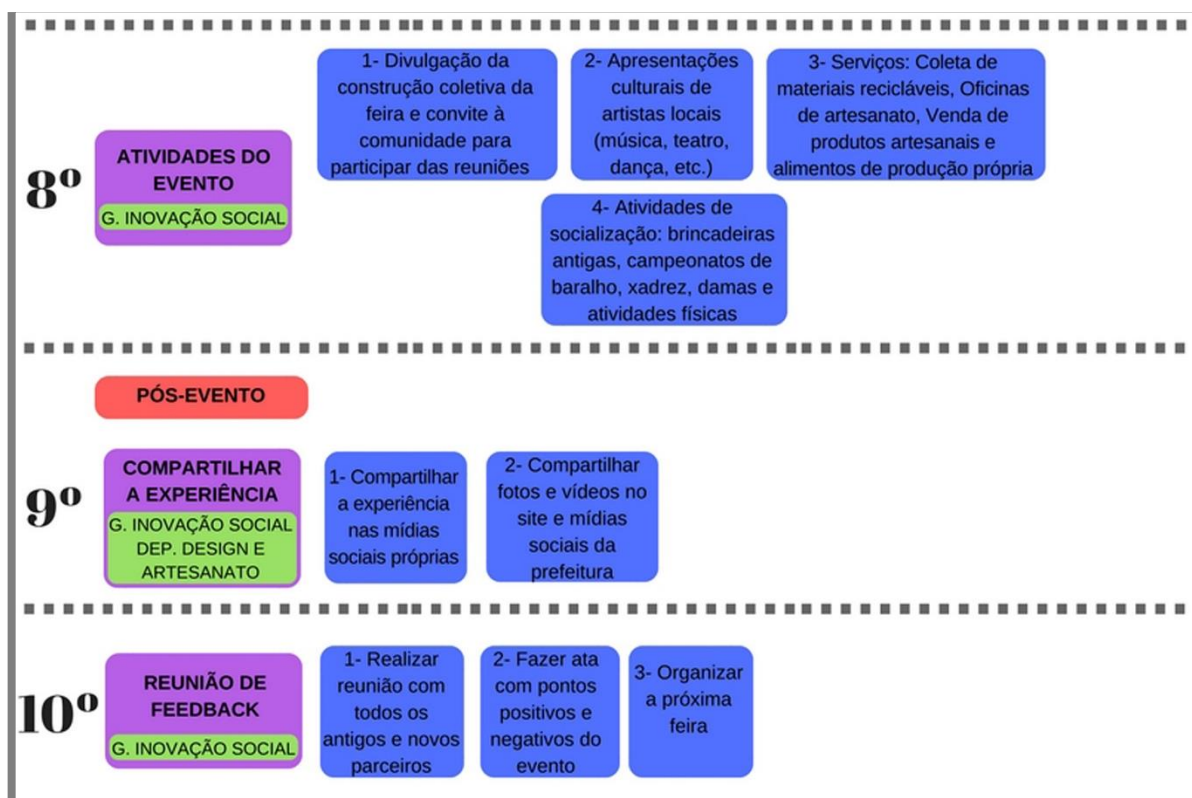 8º
ATIVIDADES DO
EVENTO
G. INOVAÇÃO SOCIAL
1- Divulgação da
construção coletiva da
feira e convite à
comunidade para
participar das reuniões
2- Apresentações
culturais de
artistas locais
(música, teatro,
dança, etc.)
3- Serviços: Coleta de
materiais recicláveis, Oficinas
de artesanato, Venda de
produtos artesanais e
alimentos de produção própria
4- Atividades de
socialização: brincadeiras
antigas, campeonatos de
baralho, xadrez, damas e
atividades físicas
PÓS-EVENTO
9º
COMPARTILHAR
A EXPERIÊNCIA
G. INOVAÇÃO SOCIAL
DEP. DESIGN E
ARTESANATO
1- Compartilhar
a experiência
nas mídias
sociais próprias
2- Compartilhar
fotos e vídeos no
site e mídias
sociais da
prefeitura
10º
REUNIÃO DE
FEEDBACK
G. INOVAÇÃO SOCIAL
1- Realizar
reunião com
todos os
antigos e novos
parceiros
2- Fazer ata
com pontos
positivos e
negativos do
evento
3- Organizar
a próxima
feira